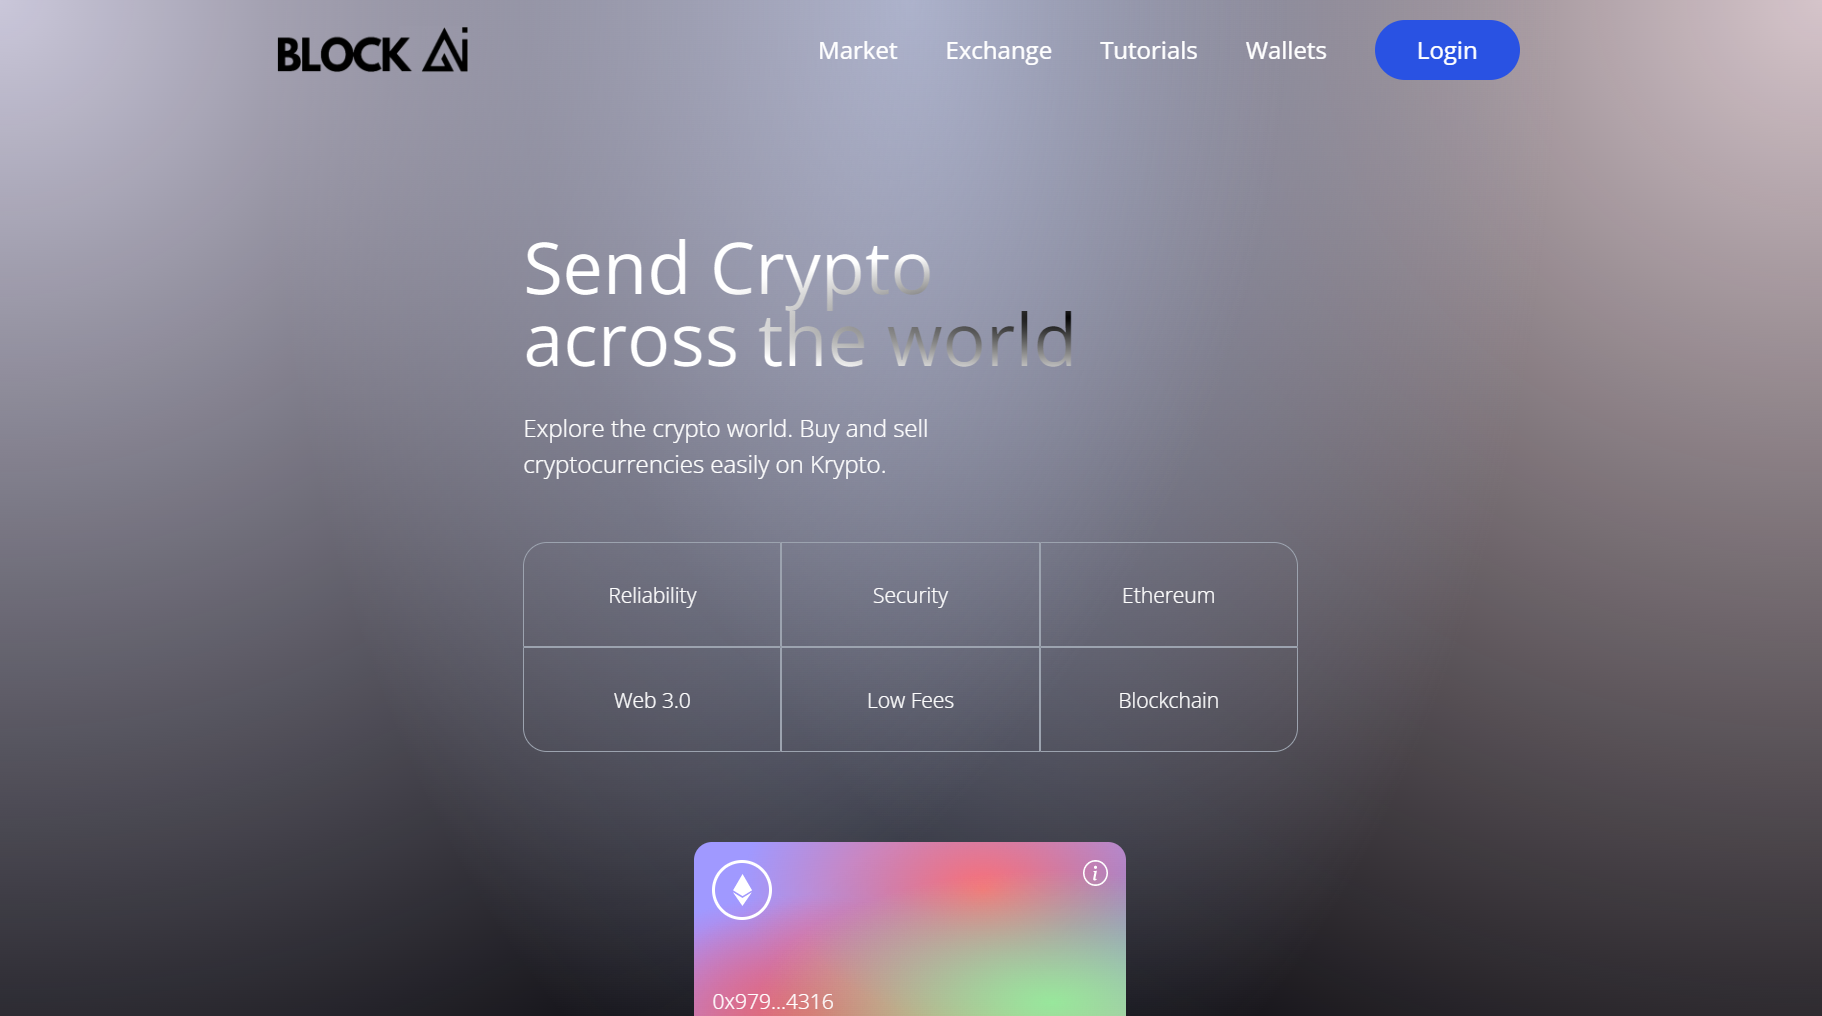 BLOCK Ai
Market
Exchange
Tutorials
Wallets
Login
Send Crypto
across the world
Explore the crypto world. Buy and sell
cryptocurrencies easily on Krypto.
Reliability
Security
Ethereum
Web 3.0
Low Fees
Blockchain
i
0x979...4316